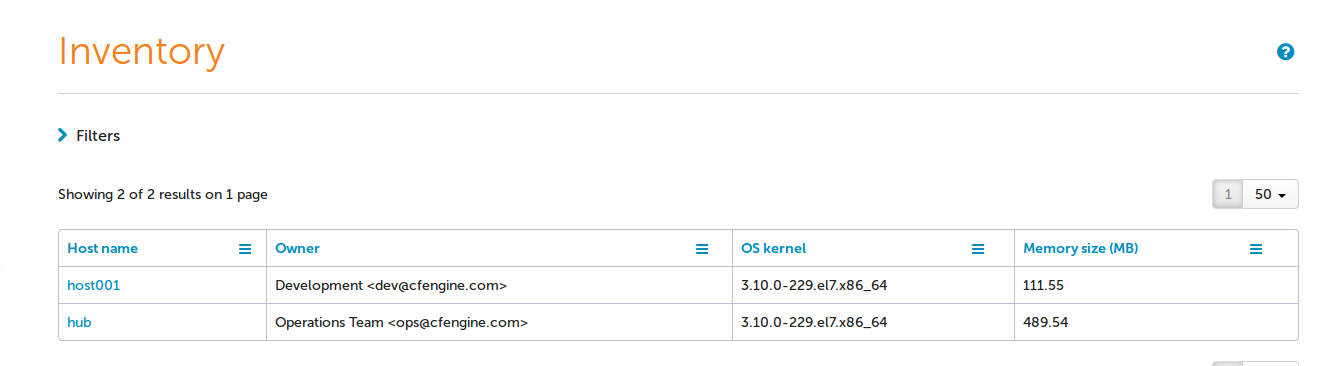 Inventory
Filters
Showing 2 of 2 results on 1 page
1 50
Host name Owner OS kernel Memory size (MB)
host001 Development <dev@cfengine.com> 3.10.0-229.el7.x86_64 111.55
hub Operations Team <ops@cfengine.com> 3.10.0-229.el7.x86_64 489.54